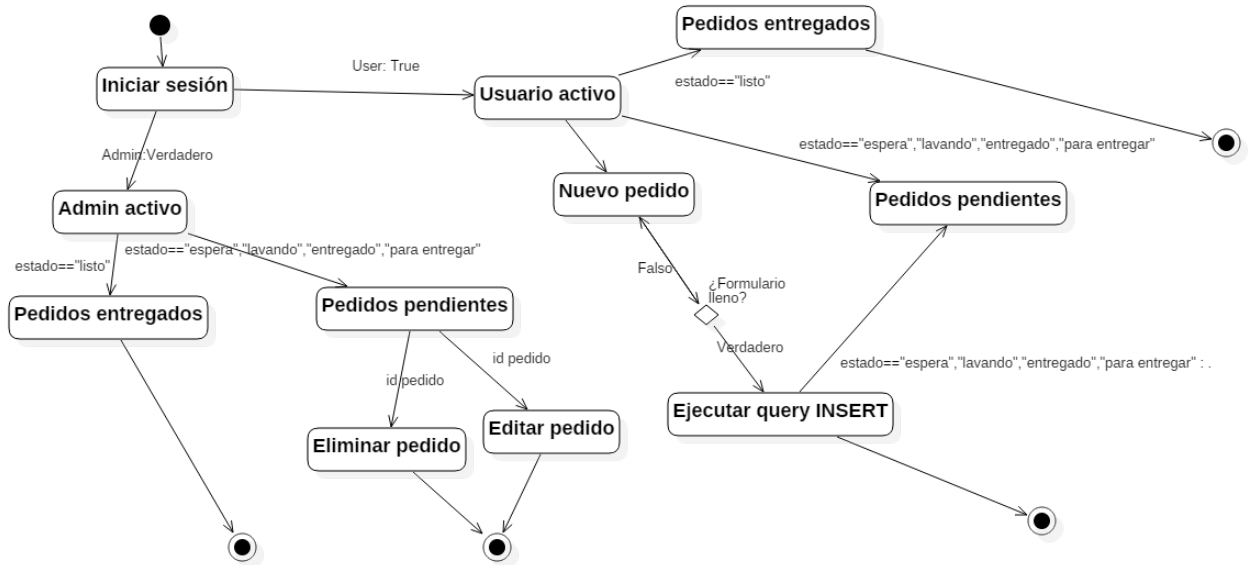 Pedidos entregados
User: True
Iniciar sesión
estado=="listo"
Usuario activo
Admin:Verdadero
estado=="espera","lavando","entregado","para entregar"
Nuevo pedido
Pedidos pendientes
Admin activo
estado=="espera","lavando","entregado","para entregar"
estado=="listo"
Falso
¿Formulario
lleno?
Pedidos entregados
Pedidos pendientes
Verdadero
id pedido
estado=="espera","lavando","entregado","para entregar" : .
id pedido
Ejecutar query INSERT
Editar pedido
Eliminar pedido